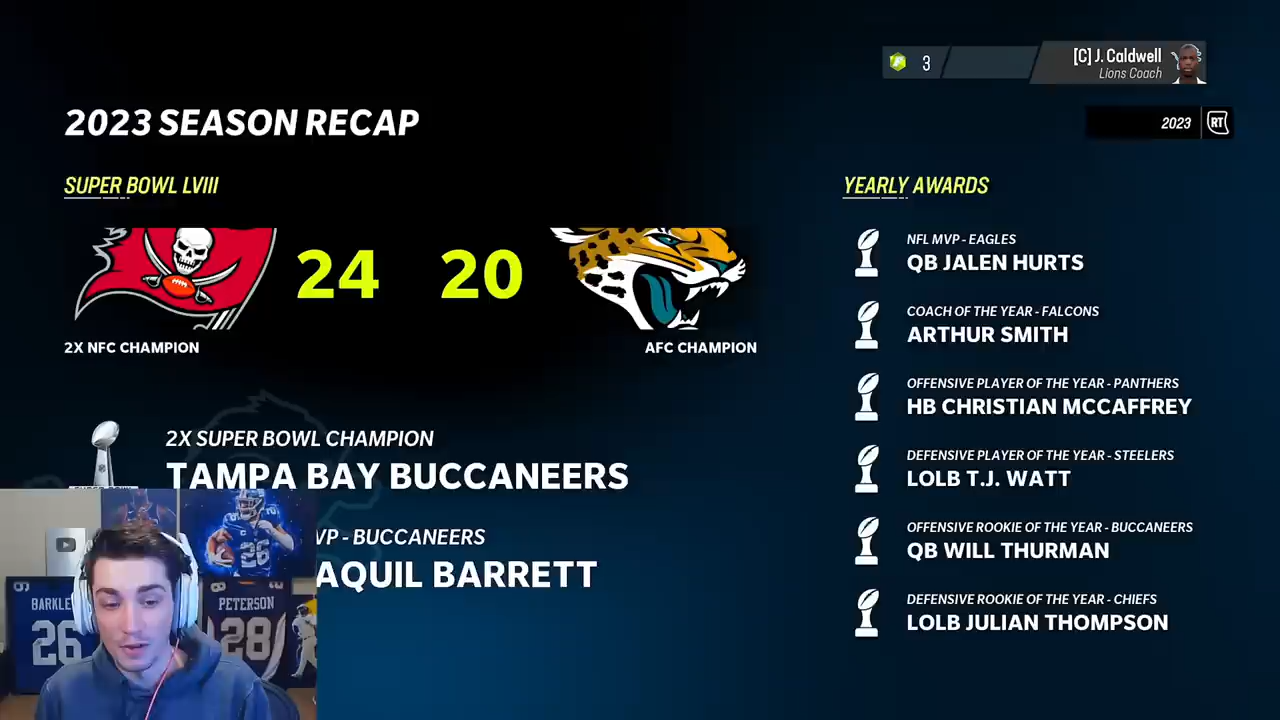 3
[C] J. Caldwell
Lions Coach
2023 SEASON RECAP
2023
RT
SUPER BOWL LVIII
24 20
2X NFC CHAMPION
AFC CHAMPION
2X SUPER BOWL CHAMPION
TAMPA BAY BUCCANEERS
VP - BUCCANEERS
AQUIL BARRETT
YEARLY AWARDS
NFL MVP - EAGLES
QB JALEN HURTS
COACH OF THE YEAR - FALCONS
ARTHUR SMITH
OFFENSIVE PLAYER OF THE YEAR - PANTHERS
HB CHRISTIAN MCCAFFREY
DEFENSIVE PLAYER OF THE YEAR - STEELERS
LOLB T.J. WATT
OFFENSIVE ROOKIE OF THE YEAR - BUCCANEERS
QB WILL THURMAN
DEFENSIVE ROOKIE OF THE YEAR - CHIEFS
LOLB JULIAN THOMPSON
26
BARKLE
26
PETERSON
28